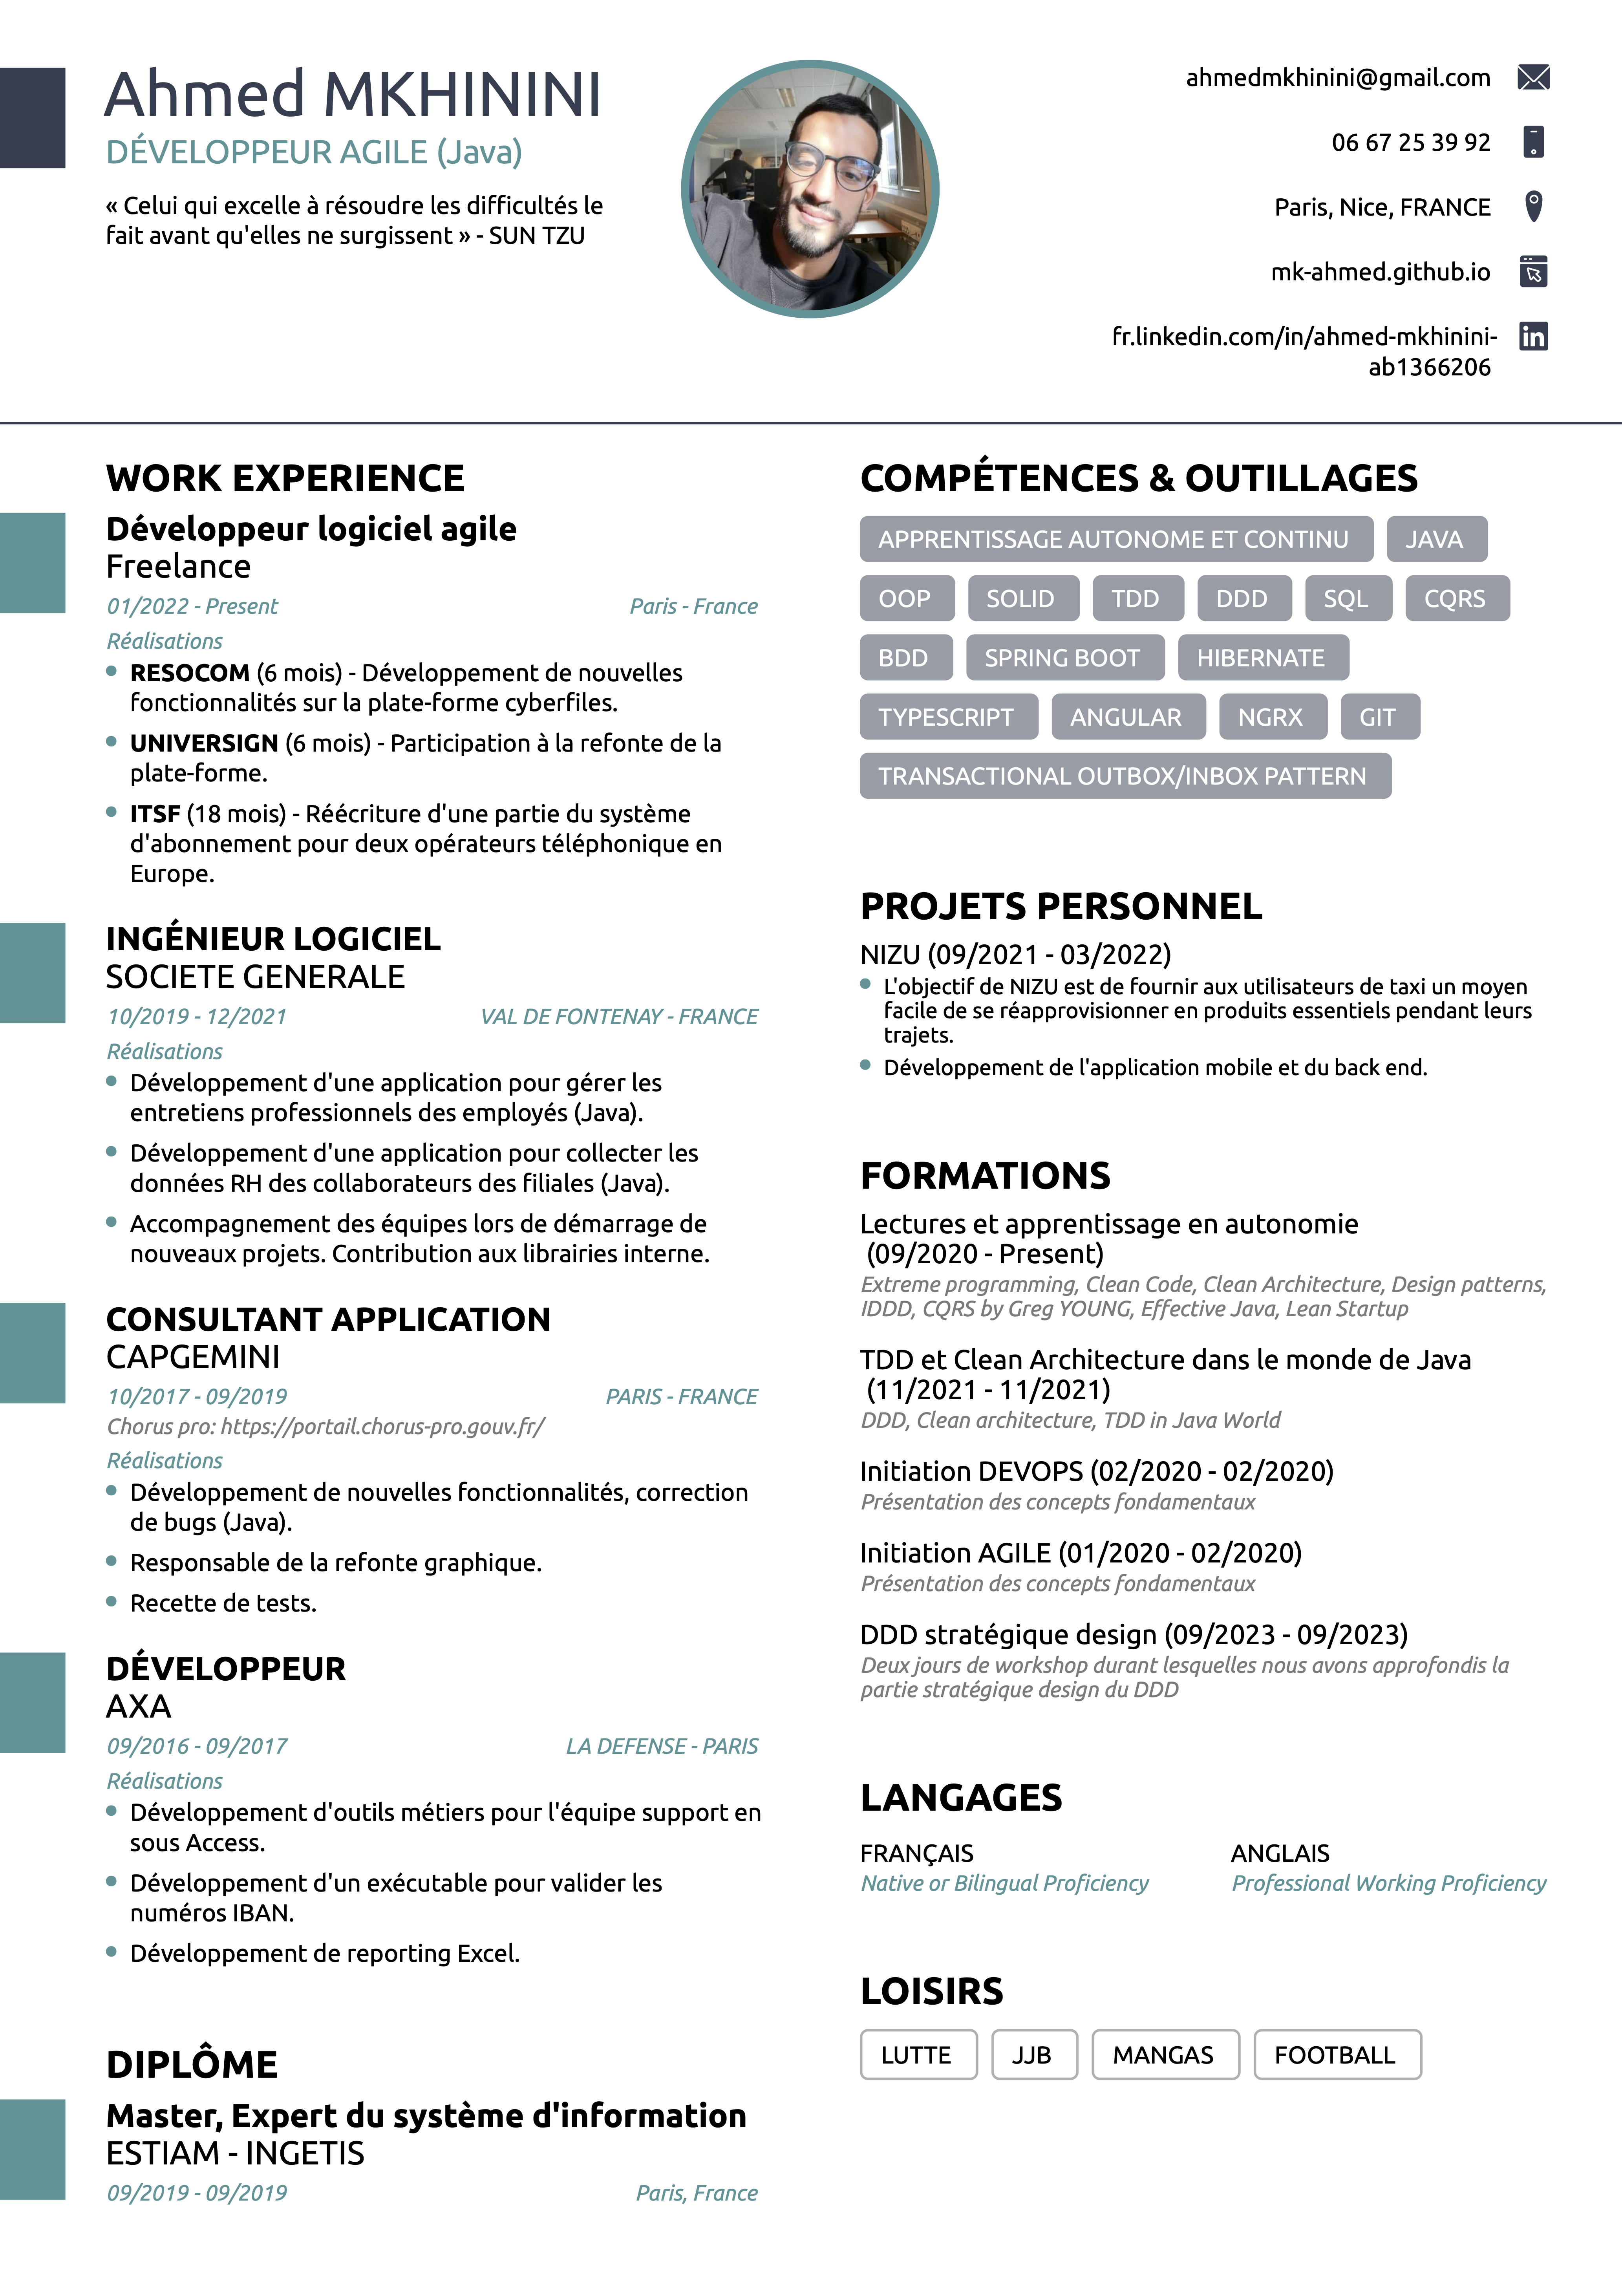 Ahmed MKHININI
DÉVELOPPEUR AGILE (Java)
« Celui qui excelle à résoudre les difficultés le
fait avant qu'elles ne surgissent » - SUN TZU
ahmedmkhinini@gmail.com
06 67 25 39 92
Paris, Nice, FRANCE
mk-ahmed.github.io
fr.linkedin.com/in/ahmed-mkhinini-
ab1366206
in
WORK EXPERIENCE
Développeur logiciel agile
Freelance
01/2022 - Present Paris - France
Réalisations
RESOCOM (6 mois) - Développement de nouvelles
fonctionnalités sur la plate-forme cyberfiles.
UNIVERSIGN (6 mois) - Participation à la refonte de la
plate-forme.
ITSF (18 mois) - Réécriture d'une partie du système
d'abonnement pour deux opérateurs téléphonique en
Europe.
INGÉNIEUR LOGICIEL
SOCIETE GENERALE
10/2019 - 12/2021 VAL DE FONTENAY - FRANCE
Réalisations
Développement d'une application pour gérer les
entretiens professionnels des employés (Java).
Développement d'une application pour collecter les
données RH des collaborateurs des filiales (Java).
Accompagnement des équipes lors de démarrage de
nouveaux projets. Contribution aux librairies interne.
CONSULTANT APPLICATION
CAPGEMINI
10/2017 - 09/2019 PARIS - FRANCE
Chorus pro: https://portail.chorus-pro.gouv.fr/
Réalisations
Développement de nouvelles fonctionnalités, correction
de bugs (Java).
Responsable de la refonte graphique.
Recette de tests.
DÉVELOPPEUR
AXA
09/2016 - 09/2017 LA DEFENSE - PARIS
Réalisations
Développement d'outils métiers pour l'équipe support en
sous Access.
Développement d'un exécutable pour valider les
numéros IBAN.
Développement de reporting Excel.
DIPLÔME
Master, Expert du système d'information
ESTIAM - INGETIS
09/2019 - 09/2019 Paris, France
COMPÉTENCES & OUTILLAGES
APPRENTISSAGE AUTONOME ET CONTINU JAVA
OOP SOLID TDD DDD SQL CQRS
BDD SPRING BOOT HIBERNATE
TYPESCRIPT ANGULAR NGRX GIT
TRANSACTIONAL OUTBOX/INBOX PATTERN
PROJETS PERSONNEL
NIZU (09/2021 - 03/2022)
L'objectif de NIZU est de fournir aux utilisateurs de taxi un moyen
facile de se réapprovisionner en produits essentiels pendant leurs
trajets.
Développement de l'application mobile et du back end.
FORMATIONS
Lectures et apprentissage en autonomie
(09/2020 - Present)
Extreme programming, Clean Code, Clean Architecture, Design patterns,
IDDD, CQRS by Greg YOUNG, Effective Java, Lean Startup
TDD et Clean Architecture dans le monde de Java
(11/2021 - 11/2021)
DDD, Clean architecture, TDD in Java World
Initiation DEVOPS (02/2020 - 02/2020)
Présentation des concepts fondamentaux
Initiation AGILE (01/2020 - 02/2020)
Présentation des concepts fondamentaux
DDD stratégique design (09/2023 - 09/2023)
Deux jours de workshop durant lesquelles nous avons approfondis la
partie stratégique design du DDD
LANGAGES
FRANÇAIS ANGLAIS
Native or Bilingual Proficiency Professional Working Proficiency
LOISIRS
LUTTE JJB MANGAS FOOTBALL